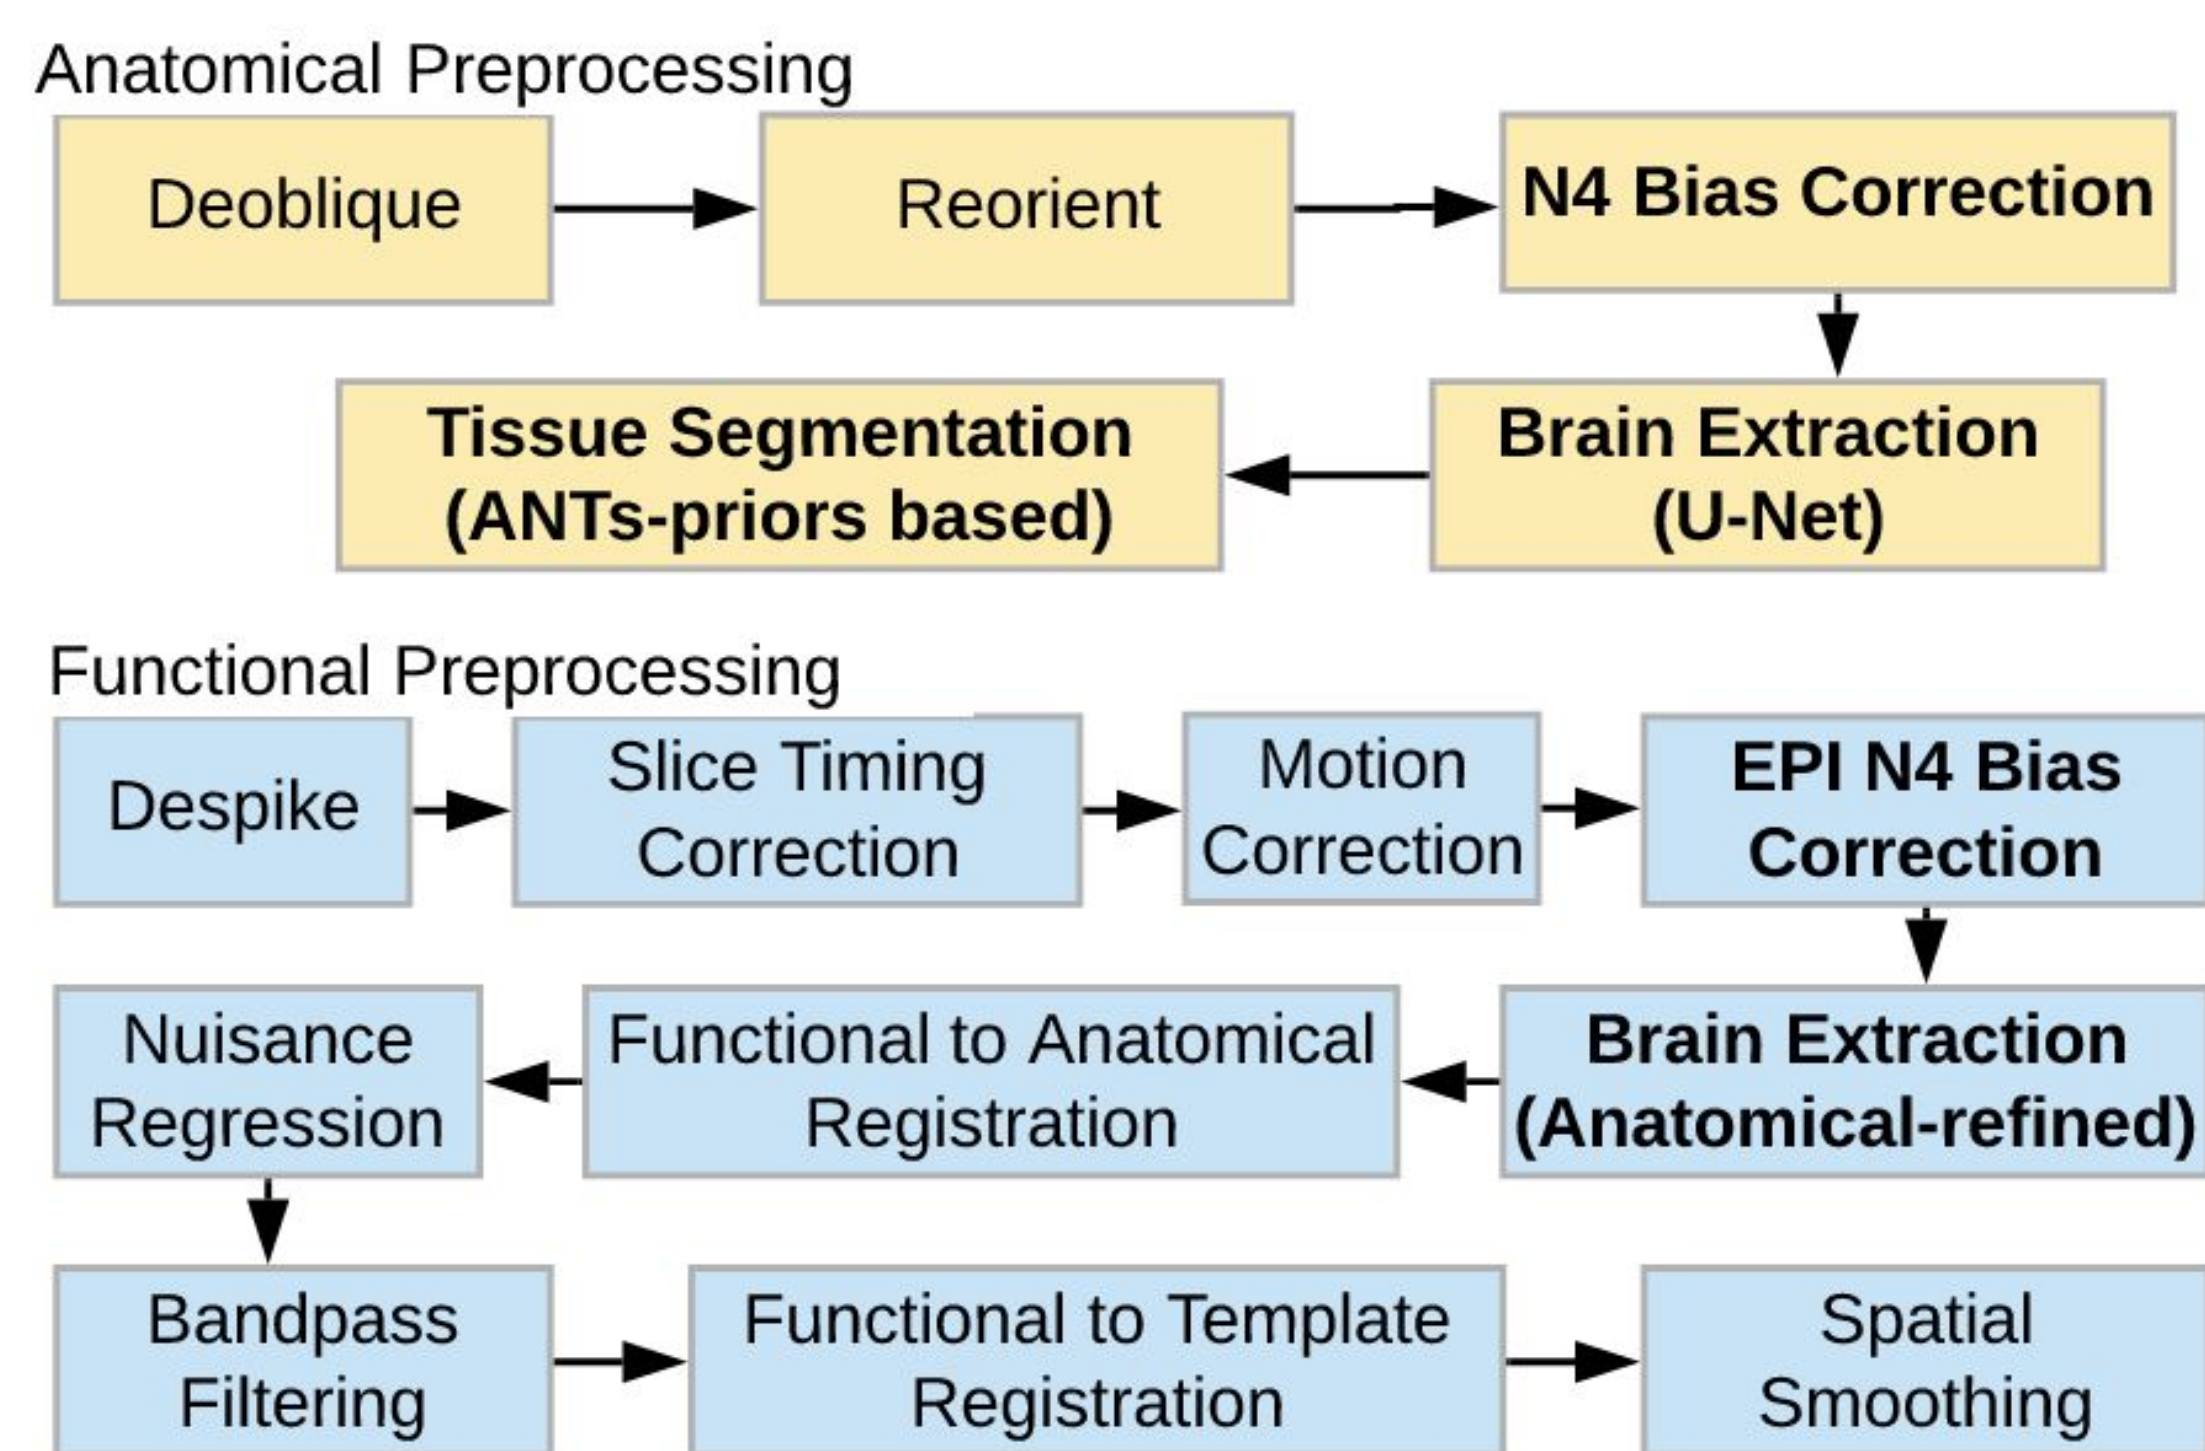 Anatomical Preprocessing
Deoblique
Reorient
N4 Bias Correction
Brain Extraction
(U-Net)
Tissue Segmentation
(ANTs-priors based)
Functional Preprocessing
Despike
Slice Timing
Correction
Motion
Correction
EPI N4 Bias
Correction
Brain Extraction
(Anatomical-refined)
Functional to Anatomical
Registration
Nuisance
Regression
Bandpass
Filtering
Functional to Template
Registration
Spatial
Smoothing